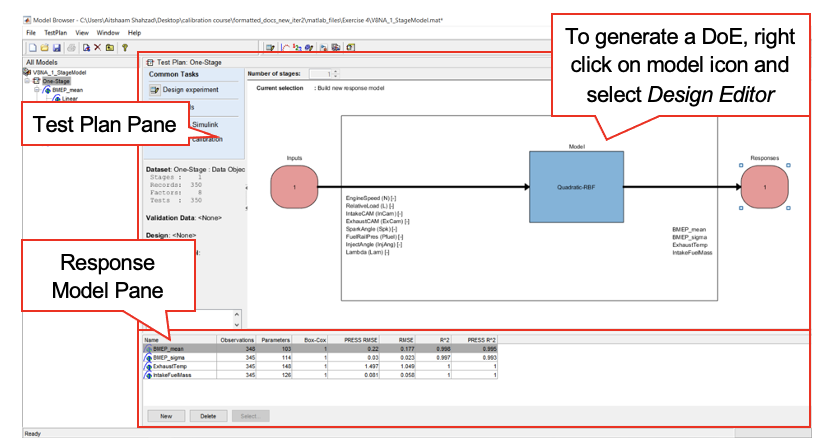 Model Browser - C:\Users\Aitshaam Shahzad\Desktop\calibration course\formatted_docs_new_iter2\matlab_files\Exercise 4\V8NA_1_StageModel.mat*
File TestPlan View Window Help
All Models
V8NA_1_StageModel
One-Stage
BMEP_mean
Linear
Test Plan: One-Stage
Common Tasks
Design experiment
Simulink
calibration
Dataset: One-Stage : Data Objec
Stages : 1
Records: 350
Factors: 8
Tests : 350
Validation Data: <None>
Design: <None>
Number of stages: 1
Current selection : Build new response model
Inputs
1
EngineSpeed (N) [-]
RelativeLoad (L) [-]
IntakeCAM (InCam) [-]
ExhaustCAM (ExCam) [-]
SparkAngle (Spk) [-]
FuelRailPres (Pfuel) [-]
InjectAngle (InjAng) [-]
Lambda (Lam) [-]
Model
Quadratic-RBF
Responses
1
BMEP_mean
BMEP_sigma
ExhaustTemp
IntakeFuelMass
To generate a DoE, right
click on model icon and
select Design Editor
Test Plan Pane
Response
Model Pane
Name Observations Parameters Box-Cox PRESS RMSE RMSE R^2 PRESS R^2
BMEP_mean 348 103 1 0.22 0.177 0.998 0.996
BMEP_sigma 345 114 1 0.03 0.023 0.997 0.993
ExhaustTemp 345 148 1 1.497 1.049 1 1
IntakeFuelMass 345 126 1 0.081 0.058 1 1
New Delete Select...
Ready